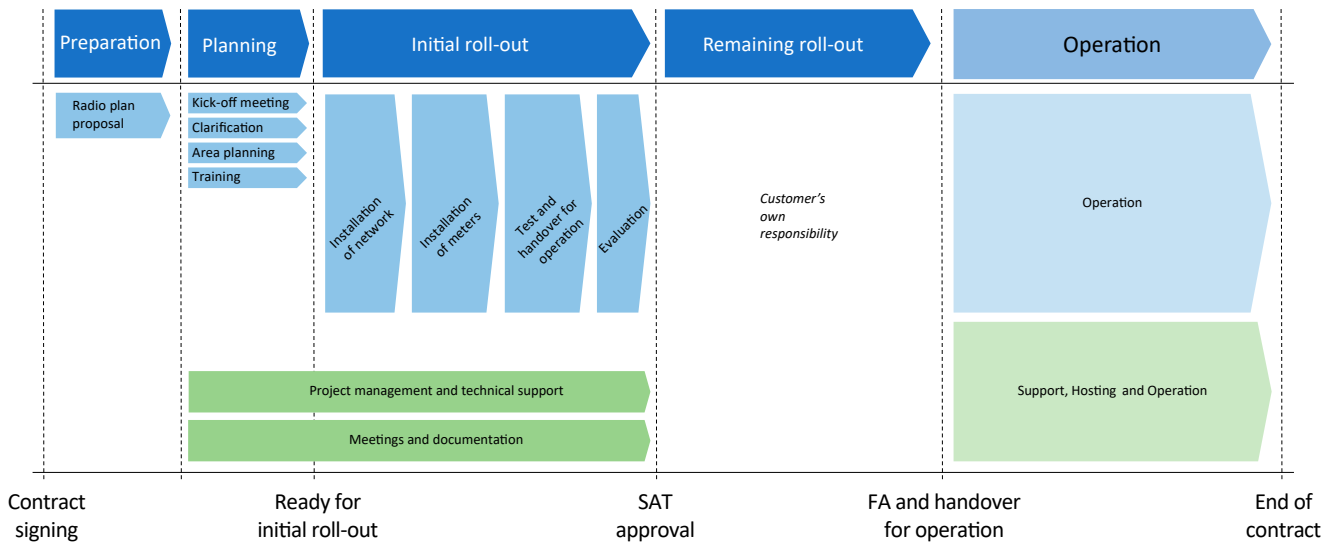 Preparation
Planning
Initial roll-out
Remaining roll-out
Operation
Radio plan
proposal
Kick-off meeting
Clarification
Area planning
Training
Installation
of network
Installation
of meters
Test and
handover for
operation
Evaluation
Customer's
own
responsibility
Operation
Project management and technical support
Meetings and documentation
Support, Hosting and Operation
Contract
signing
Ready for
initial roll-out
SAT
approval
FA and handover
for operation
End of
contract